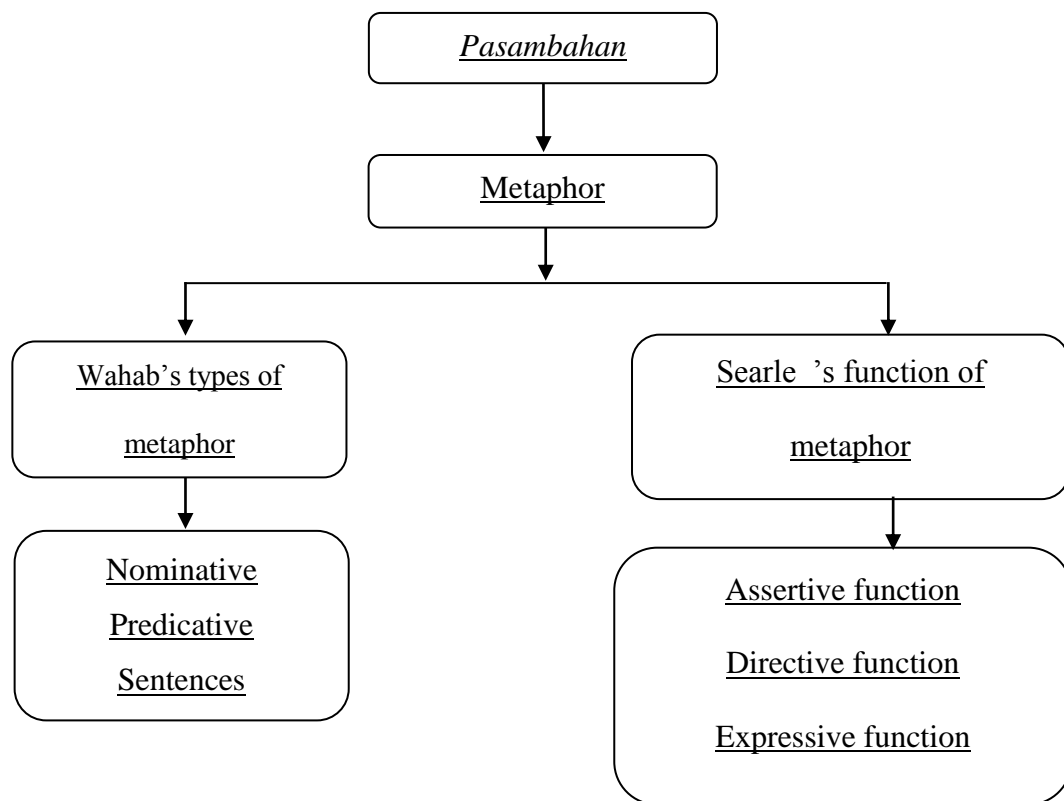 Pasambahan
Metaphor
Wahab’s types of
metaphor
Searle ’s function of
metaphor
Nominative
Predicative
Sentences
Assertive function
Directive function
Expressive function